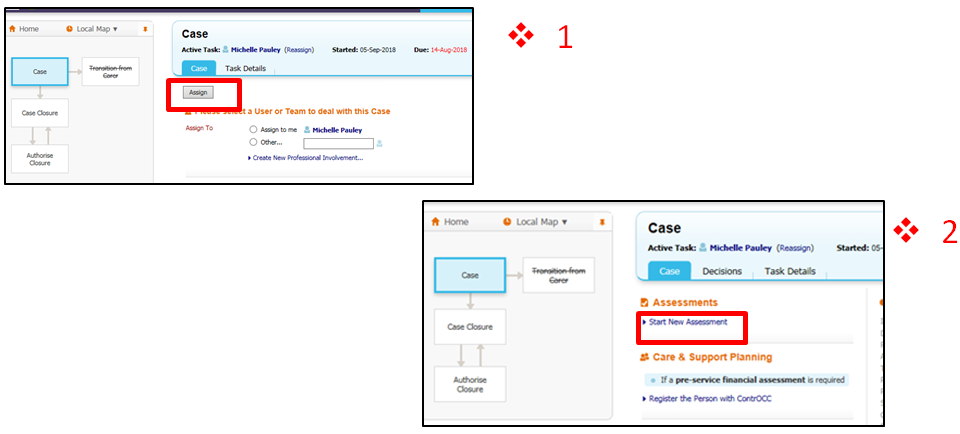 Home Local Map ▼
Case
Active Task: Michelle Pauley (Reassign) Started: 05-Sep-2018 Due: 14-Aug-2018
Case Task Details
Case
Transition from Carer
Case Closure
Authorise Closure
Assign
select a User or Team to deal with this Case
Assign To
Assign to me Michelle Pauley
Other...
Create New Professional Involvement...
❖ 1
Home Local Map ▼
Case
Active Task: Michelle Pauley (Reassign) Started: 05-
Case Decisions Task Details
Case
Transition from Carer
Case Closure
Authorise Closure
Assessments
Start New Assessment
Care & Support Planning
If a pre-service financial assessment is required
Register the Person with ContrOCC
❖ 2